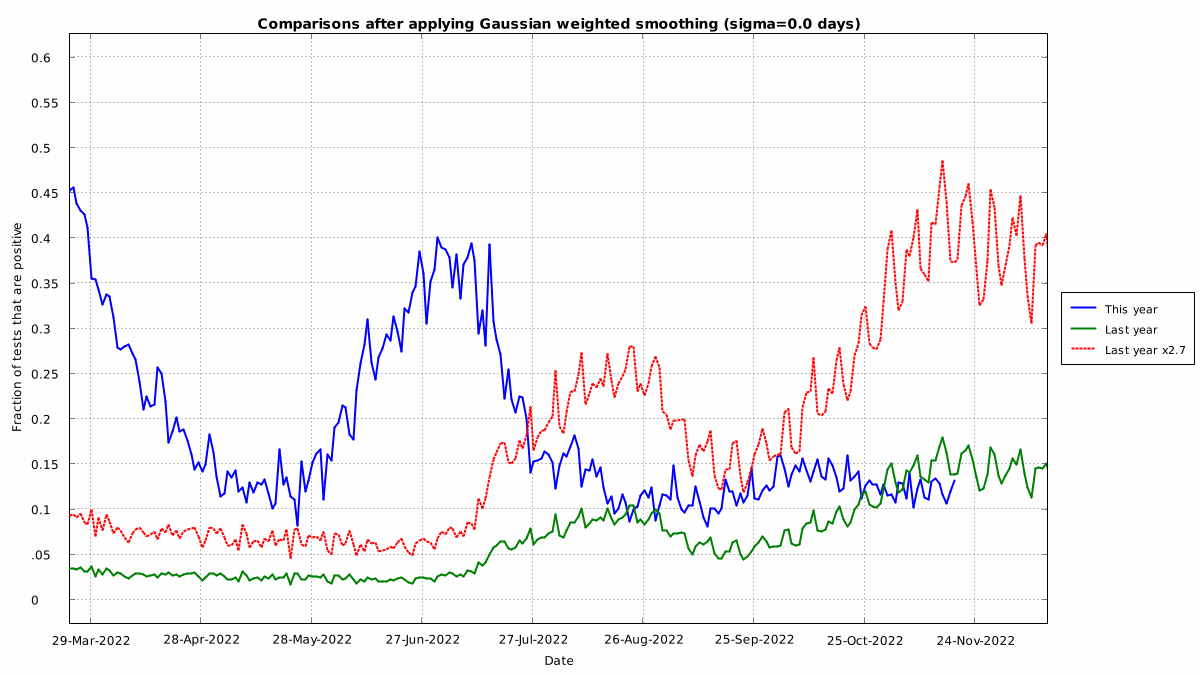 Comparisons after applying Gaussian weighted smoothing (sigma=0.0 days)
0.6
0.55
0.5
0.45
0.4
0.35
0.3
0.25
0.2
0.15
0.1
.05
0
Fraction of tests that are positive
29-Mar-2022 28-Apr-2022 28-May-2022 27-Jun-2022 27-Jul-2022 26-Aug-2022 25-Sep-2022 25-Oct-2022 24-Nov-2022
Date
This year
Last year
Last year x2.7